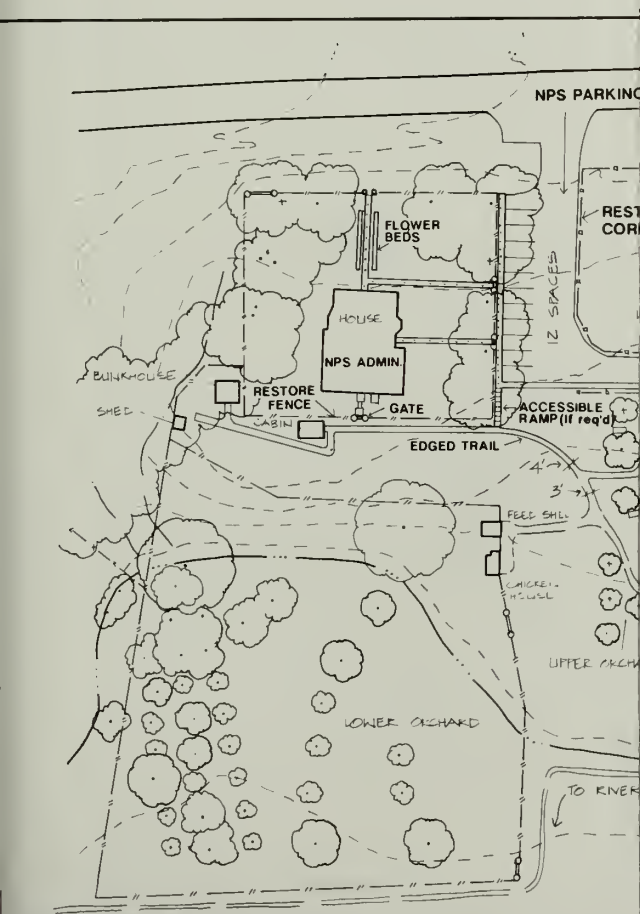 NPS PARKING
REST
COR
FLOWER
BEDS
12 SPACES
HOUSE
NPS ADMIN.
BUNKHOUSE
RESTORE
FENCE
GATE
SHED
CABIN
ACCESSIBLE
RAMP (if req'd)
EDGED TRAIL
4'
3'
FEED SHED
CHICKEN
HOUSE
UPPER ORCHA
LOWER ORCHARD
TO RIVER